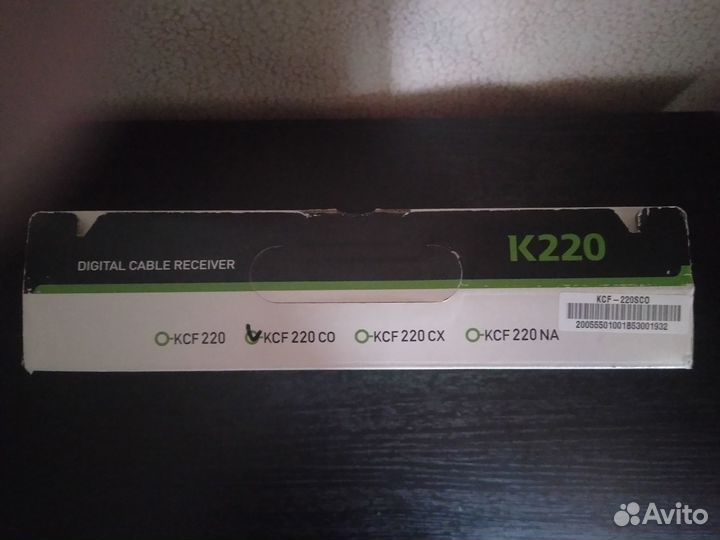 K220
DIGITAL CABLE RECEIVER
KCF-220SCO
20055501001853001932
KCF 220 KCF 220 CO KCF 220 CX KCF 220 NA
Avito